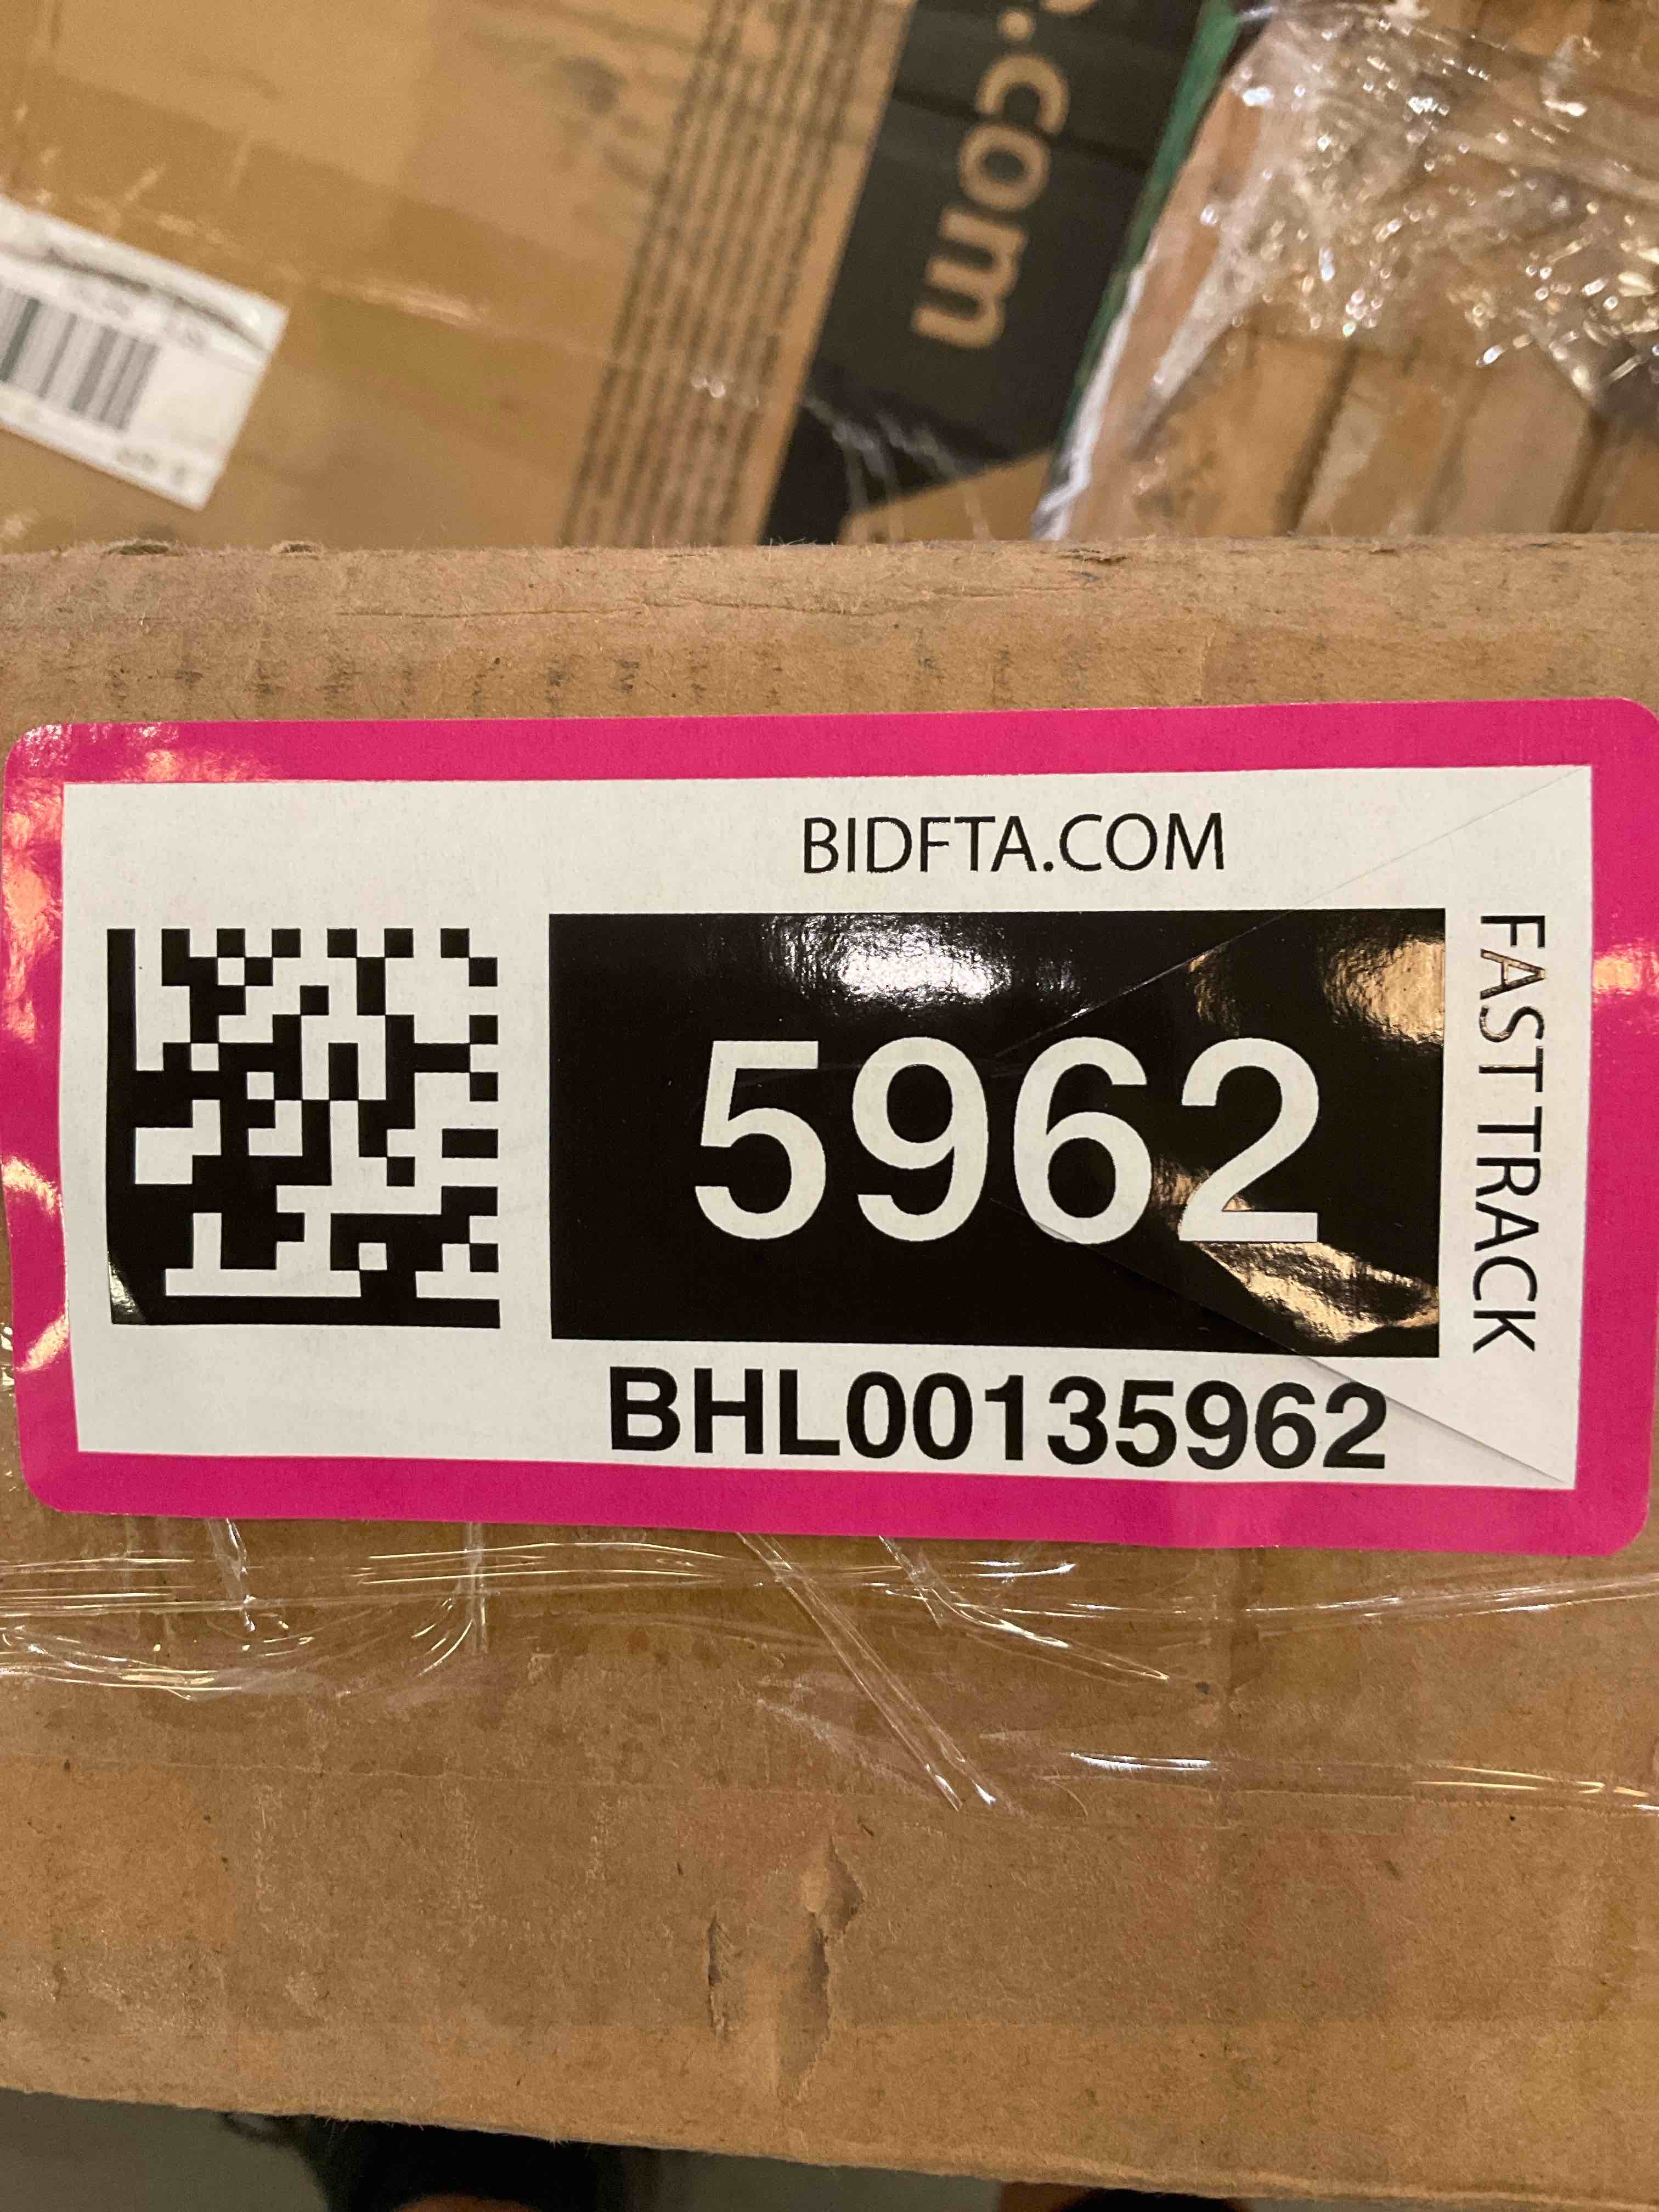 .com
BIDFTA.COM
5962
FAST TRACK
BHL00135962